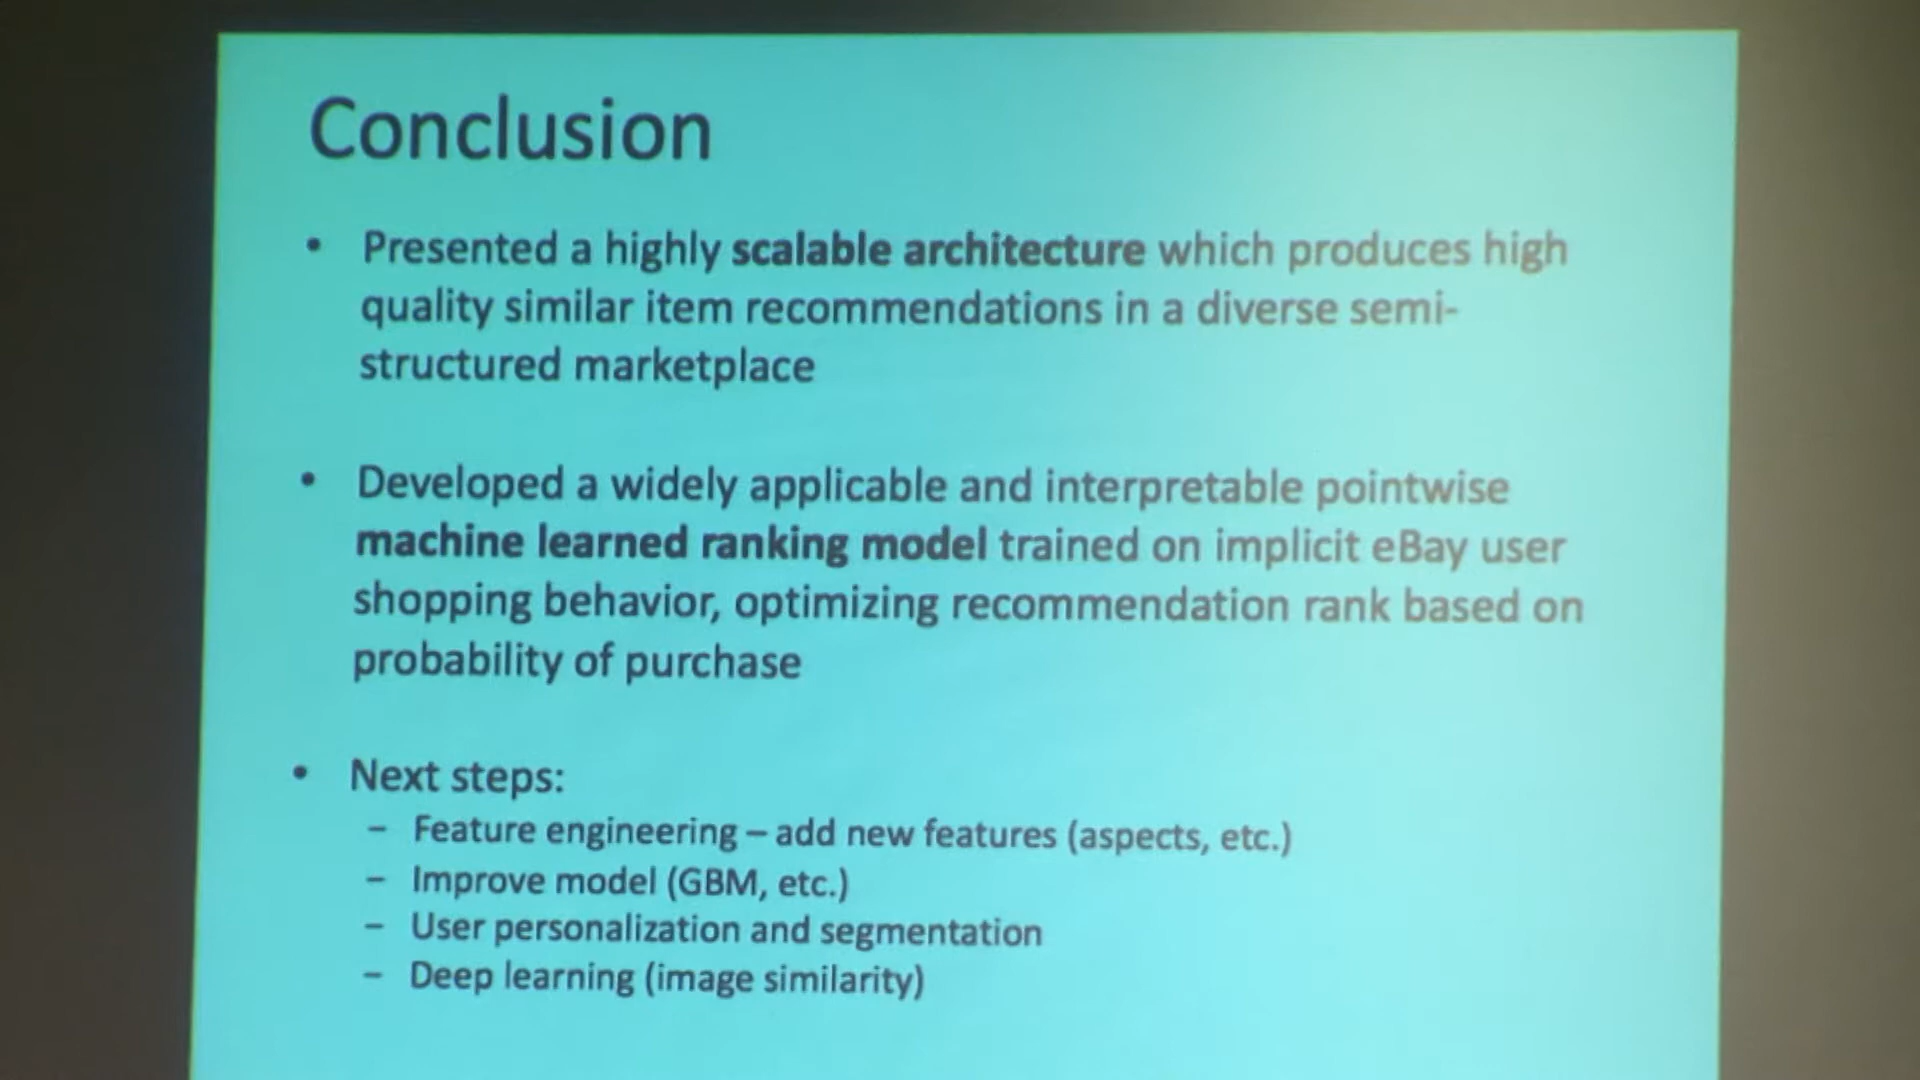 Conclusion
• Presented a highly scalable architecture which produces high
quality similar item recommendations in a diverse semi-
structured marketplace
• Developed a widely applicable and interpretable pointwise
machine learned ranking model trained on implicit eBay user
shopping behavior, optimizing recommendation rank based on
probability of purchase
• Next steps:
– Feature engineering – add new features (aspects, etc.)
– Improve model (GBM, etc.)
– User personalization and segmentation
– Deep learning (image similarity)